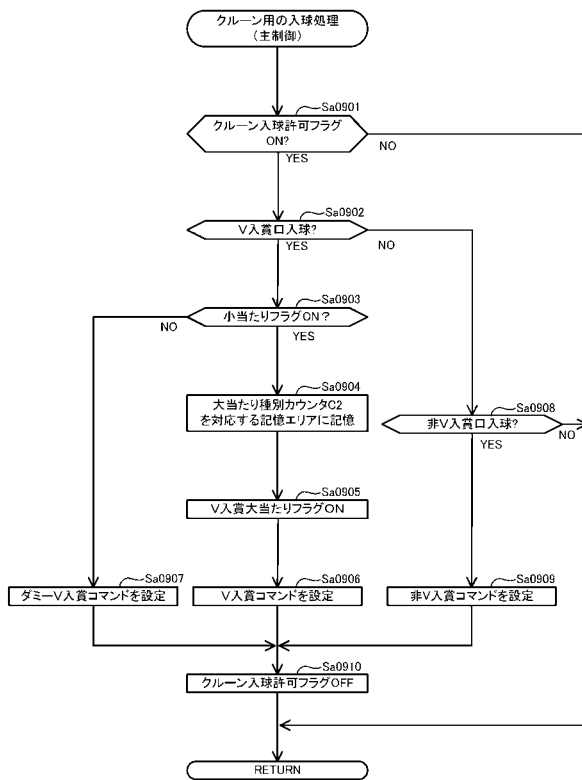 クルーン用の入球処理
（主制御）
Sa0901
クルーン入球許可フラグ
ON?
NO
YES
Sa0902
V入賞口入球?
NO
YES
Sa0903
小当たりフラグON？
NO
YES
Sa0904
大当たり種別カウンタC2
を対応する記憶エリアに記憶
Sa0908
非V入賞口入球?
NO
YES
Sa0905
V入賞大当たりフラグON
Sa0907
ダミーV入賞コマンドを設定
Sa0906
V入賞コマンドを設定
Sa0909
非V入賞コマンドを設定
Sa0910
クルーン入球許可フラグOFF
RETURN